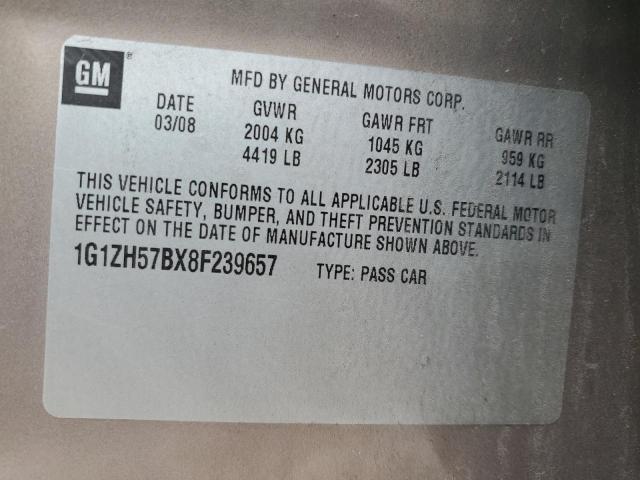 GM®
MFD BY GENERAL MOTORS CORP.
DATE GVWR GAWR FRT GAWR RR
03/08 2004 KG 1045 KG 959 KG
4419 LB 2305 LB 2114 LB
THIS VEHICLE CONFORMS TO ALL APPLICABLE U.S. FEDERAL MOTOR
VEHICLE SAFETY, BUMPER, AND THEFT PREVENTION STANDARDS IN
EFFECT ON THE DATE OF MANUFACTURE SHOWN ABOVE.
1G1ZH57BX8F239657 TYPE: PASS CAR